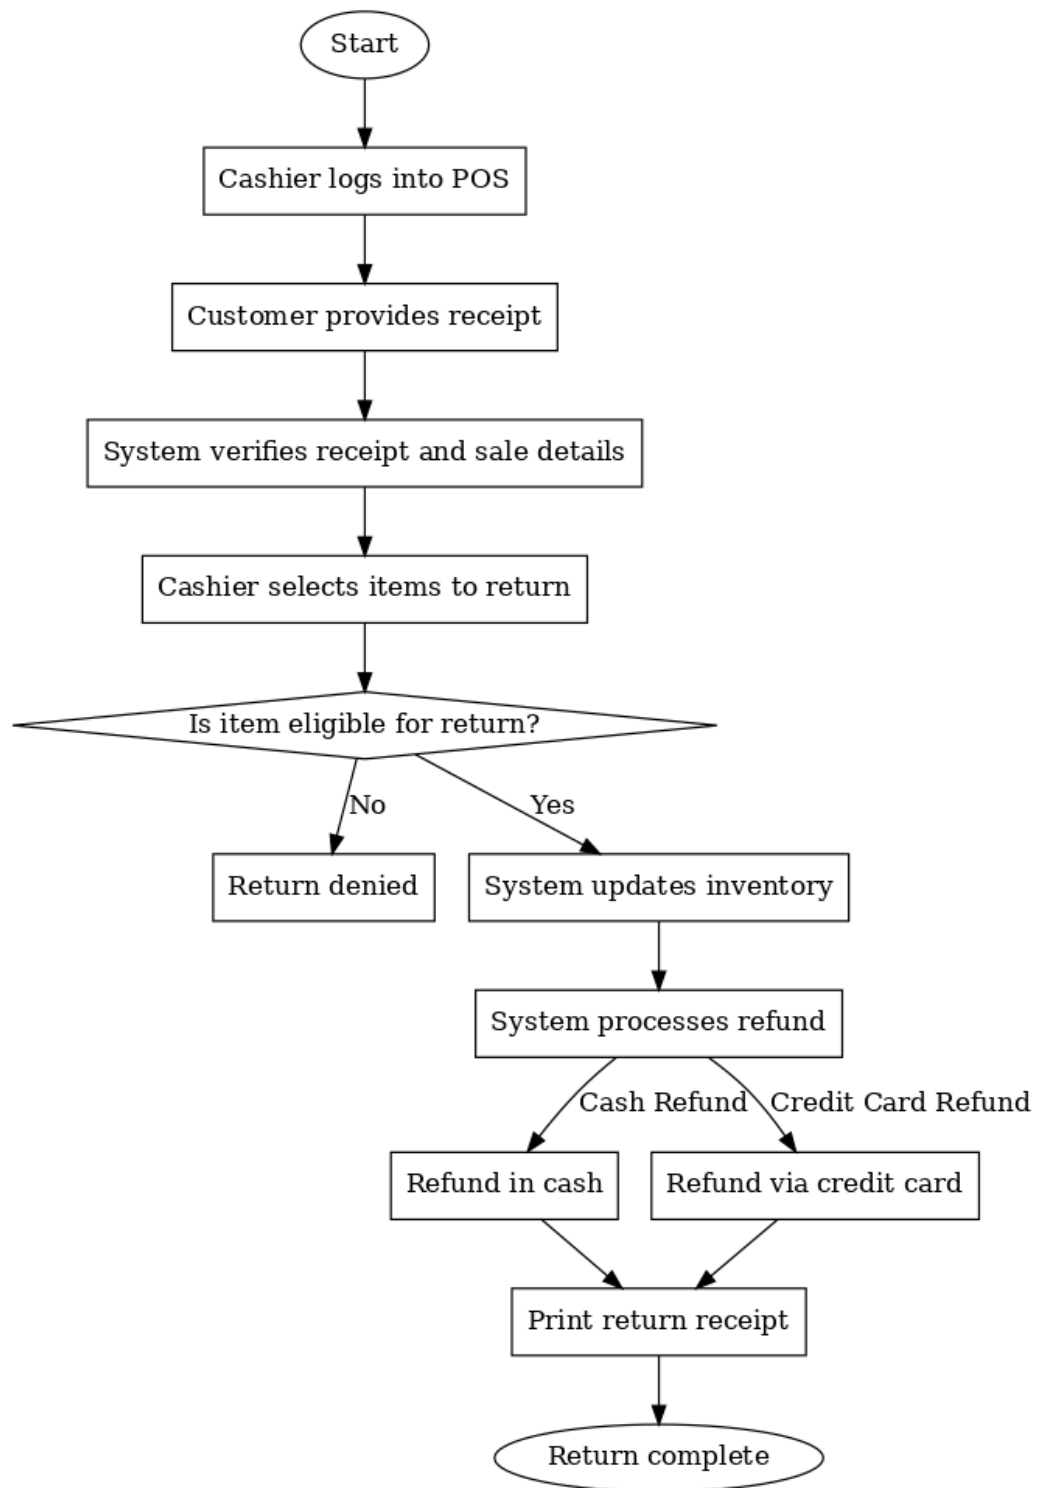 Start
Cashier logs into POS
Customer provides receipt
System verifies receipt and sale details
Cashier selects items to return
Is item eligible for return?
No
Yes
Return denied
System updates inventory
System processes refund
Cash Refund
Credit Card Refund
Refund in cash
Refund via credit card
Print return receipt
Return complete